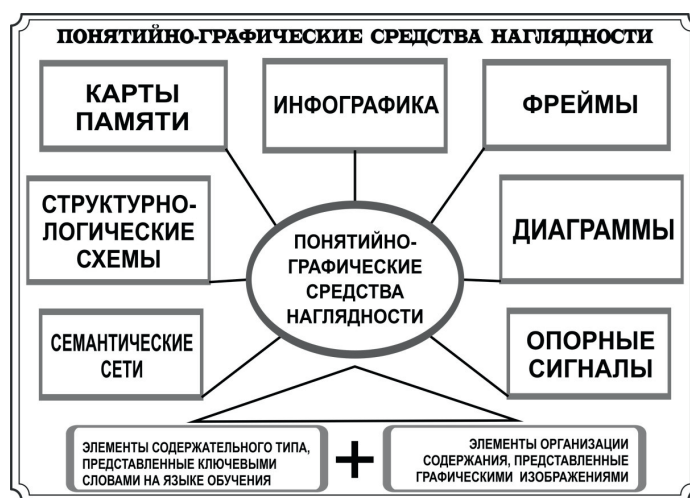 ПОНЯТИЙНО-ГРАФИЧЕСКИЕ СРЕДСТВА НАГЛЯДНОСТИ
КАРТЫ
ПАМЯТИ
ИНФОГРАФИКА
ФРЕЙМЫ
СТРУКТУРНО-
ЛОГИЧЕСКИЕ
СХЕМЫ
ПОНЯТИЙНО-
ГРАФИЧЕСКИЕ
СРЕДСТВА
НАГЛЯДНОСТИ
ДИАГРАММЫ
СЕМАНТИЧЕСКИЕ
СЕТИ
ОПОРНЫЕ
СИГНАЛЫ
ЭЛЕМЕНТЫ СОДЕРЖАТЕЛЬНОГО ТИПА,
ПРЕДСТАВЛЕННЫЕ КЛЮЧЕВЫМИ
СЛОВАМИ НА ЯЗЫКЕ ОБУЧЕНИЯ
+
ЭЛЕМЕНТЫ ОРГАНИЗАЦИИ
СОДЕРЖАНИЯ, ПРЕДСТАВЛЕННЫЕ
ГРАФИЧЕСКИМИ ИЗОБРАЖЕНИЯМИ